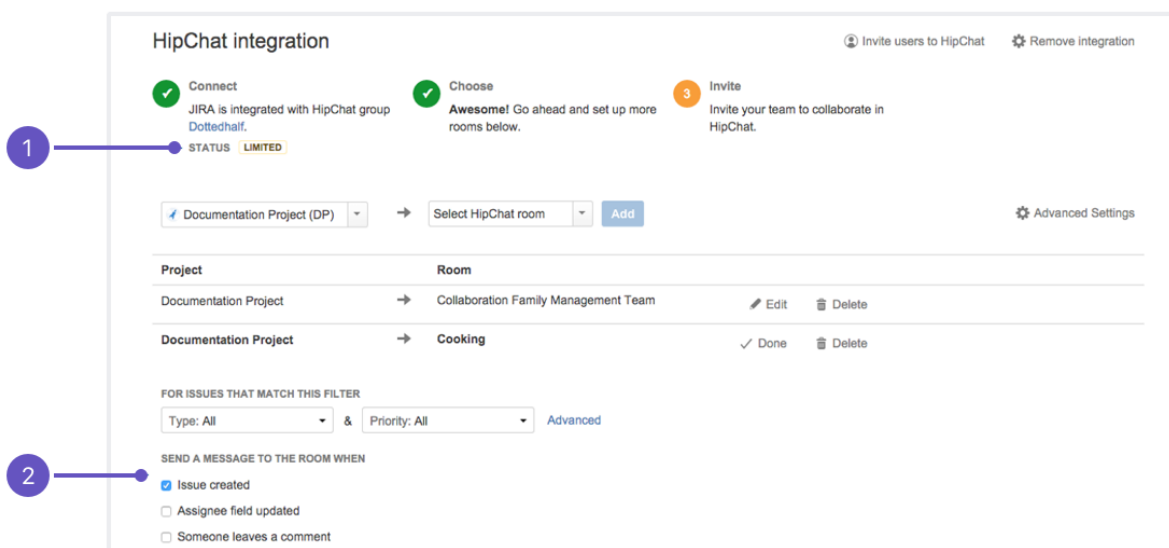 HipChat integration
Invite users to HipChat
Remove integration
Connect
JIRA is integrated with HipChat group
Dottedhalf.
STATUS LIMITED
Choose
Awesome! Go ahead and set up more
rooms below.
3
Invite
Invite your team to collaborate in
HipChat.
1
Documentation Project (DP)
Select HipChat room
Add
Advanced Settings
Project Room
Documentation Project Collaboration Family Management Team Edit Delete
Documentation Project Cooking Done Delete
FOR ISSUES THAT MATCH THIS FILTER
Type: All & Priority: All Advanced
SEND A MESSAGE TO THE ROOM WHEN
2
Issue created
Assignee field updated
Someone leaves a comment